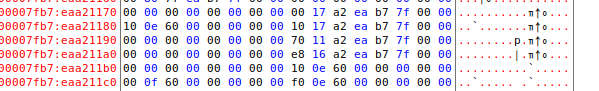 00007fb7:eaa21170 00 00 00 00 00 00 00 00 00 17 a2 ea b7 7f 00 00
00007fb7:eaa21180 10 0e 60 00 00 00 00 00 10 17 a2 ea b7 7f 00 00 ..`
00007fb7:eaa21190 00 00 00 00 00 00 00 00 70 11 a2 ea b7 7f 00 00 ........p.
00007fb7:eaa211a0 00 00 00 00 00 00 00 00 e8 16 a2 ea b7 7f 00 00
00007fb7:eaa211b0 00 00 00 00 00 00 00 00 10 0e 60 00 00 00 00 00 ..........`.....
00007fb7:eaa211c0 00 0f 60 00 00 00 00 00 f0 0e 60 00 00 00 00 00 ..`..... .`.....